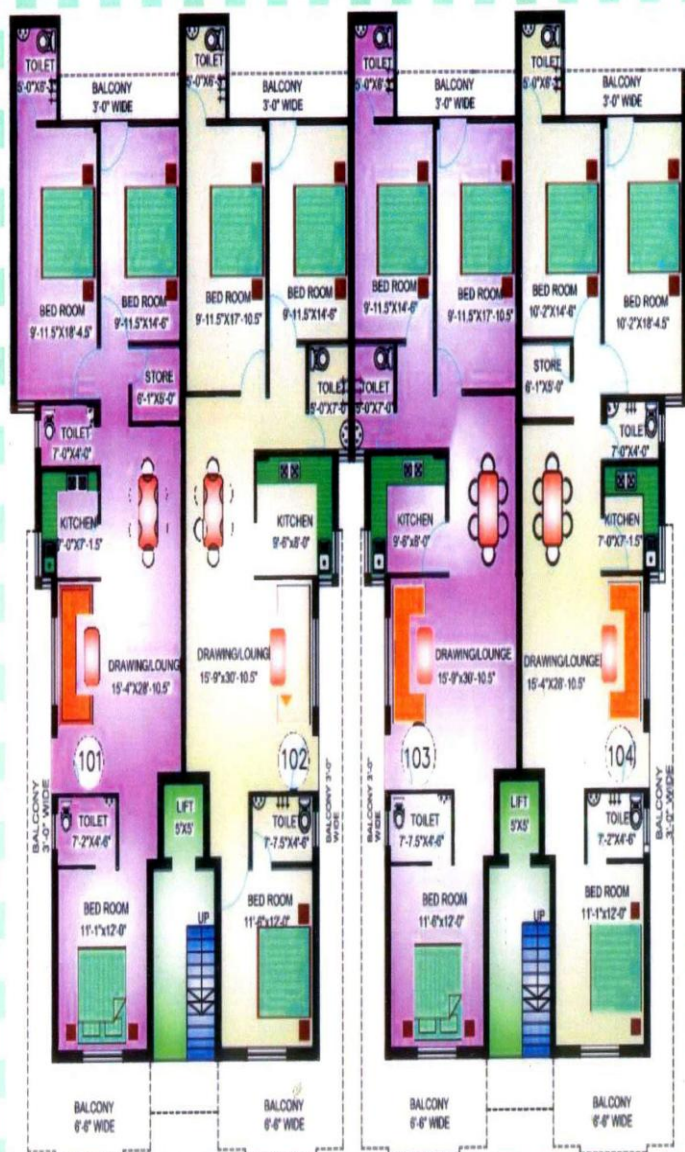 TOILET
5'-0"X6'-
BALCONY
3'-0" WIDE
BED ROOM
9'-11.5"X18'-4.5"
BED ROOM
9'-11.5"X14'-6"
STORE
6'-1"X5'-0"
TOILET
7'-0"X4'-0"
KITCHEN
7'-0"X7'-1.5"
DRAWING/LOUNG
15'-4"X28'-10.5"
101
BALCONY
3'-0" WIDE
TOILET
7'-2"X4'-6"
BED ROOM
11'-1"x12'-0"
BALCONY
6'-6" WIDE
LIFT
5'X5'
UP
TOILET
5'-0"X6'-
BALCONY
3'-0" WIDE
BED ROOM
9'-11.5"X17'-10.5"
BED ROOM
9'-11.5"X14'-6"
TOILET
5'-0"X7'-0"
KITCHEN
9'-6"x8'-0"
DRAWING/LOUNGE
15'-9"x30'-10.5"
102
BALCONY 3'-0"
WIDE
TOILET
7'-7.5"X4'-6"
BED ROOM
11'-6"x12'-0"
BALCONY
6'-6" WIDE
TOILET
5'-0"X6'-
BALCONY
3'-0" WIDE
BED ROOM
9'-11.5"X14'-6"
BED ROOM
9'-11.5"X17'-10.5"
TOILET
5'-0"X7'-0"
KITCHEN
9'-6"x8'-0"
DRAWING/LOUNGE
15'-9"x30'-10.5"
103
BALCONY 3'-0"
WIDE
TOILET
7'-7.5"X4'-6"
BED ROOM
11'-6"x12'-0"
BALCONY
6'-6" WIDE
LIFT
5'X5'
UP
TOILET
5'-0"X6'-
BALCONY
3'-0" WIDE
BED ROOM
10'-2"X14'-6"
BED ROOM
10'-2"X18'-4.5"
STORE
6'-1"X5'-0"
TOILET
7'-0"X4'-0"
KITCHEN
7'-0"X7'-1.5"
DRAWING/LOUNGE
15'-4"X28'-10.5"
104
BALCONY
3'-0" WIDE
TOILET
7'-2"X4'-6"
BED ROOM
11'-1"x12'-0"
BALCONY
6'-6" WIDE